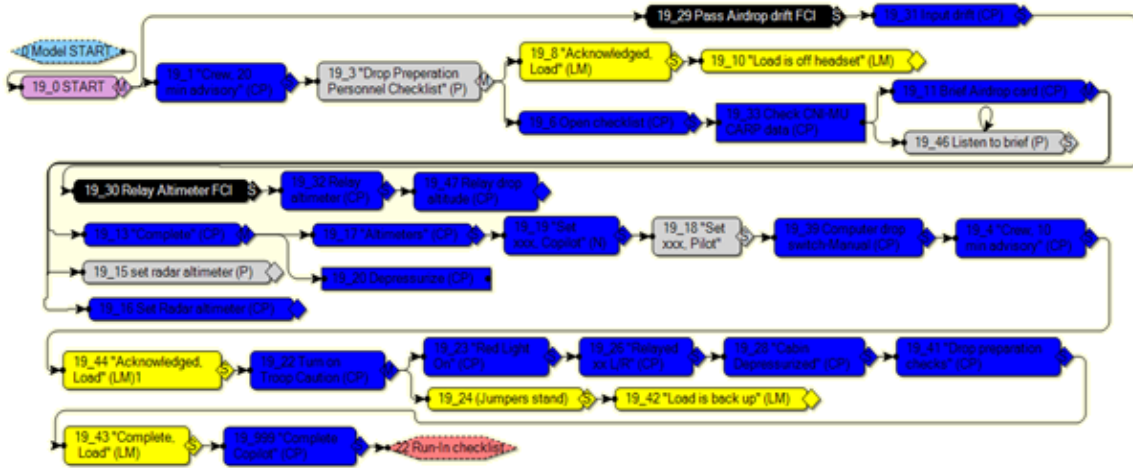 19_29 Pass Airdrop drift FCI
19_31 Input drift (CP)
0 Model START
19_0 START
19_1 "Crew, 20
min advisory" (CP)
19_3 "Drop Preperation
Personnel Checklist" (P)
19_8 "Acknowledged,
Load" (LM)
19_10 "Load is off headset" (LM)
19_6 Open checklist (CP)
19_33 Check CNI-MU
CARP data (CP)
19_11 Brief Airdrop card (CP)
19_46 Listen to brief (P)
19_30 Relay Altimeter FCI
19_32 Relay
altimeter (CP)
19_47 Relay drop
altitude (CP)
19_13 "Complete" (CP)
19_17 "Altimeters" (CP)
19_19 "Set
xxx, Copilot" (N)
19_18 "Set
xxx, Pilot"
19_39 Computer drop
switch-Manual (CP)
19_4 "Crew, 10
min advisory" (CP)
19_15 set radar altimeter (P)
19_20 Depressurize (CP)
19_16 Set Radar altimeter (CP)
19_44 "Acknowledged,
Load" (LM)1
19_22 Turn on
Troop Caution (CP)
19_23 "Red Light
On" (CP)
19_26 "Relayed
xx L/R" (CP)
19_28 "Cabin
Depressurized" (CP)
19_41 "Drop preparation
checks" (CP)
19_24 (Jumpers stand)
19_42 "Load is back up" (LM)
19_43 "Complete,
Load" (LM)
19_999 "Complete
Copilot" (CP)
22 Run-In checklist